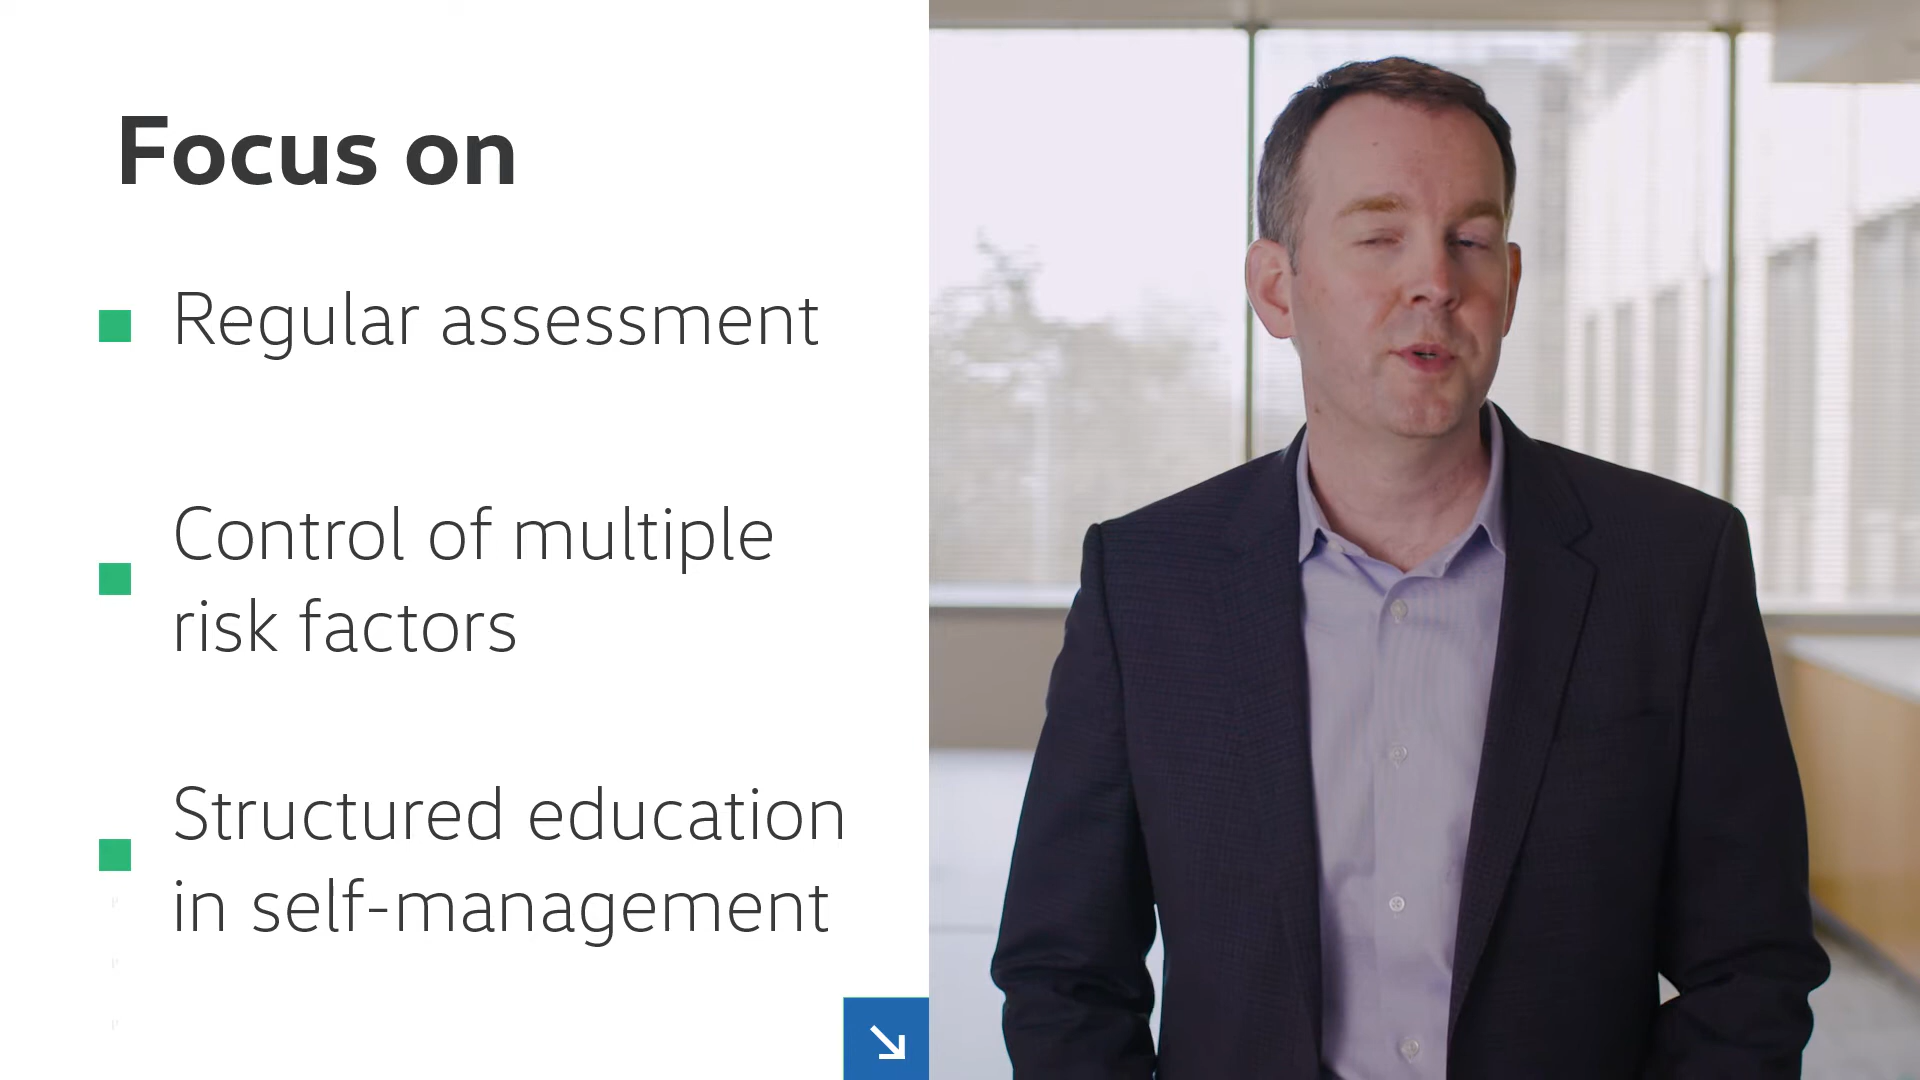 Focus on
Regular assessment
Control of multiple
risk factors
Structured education
in self-management